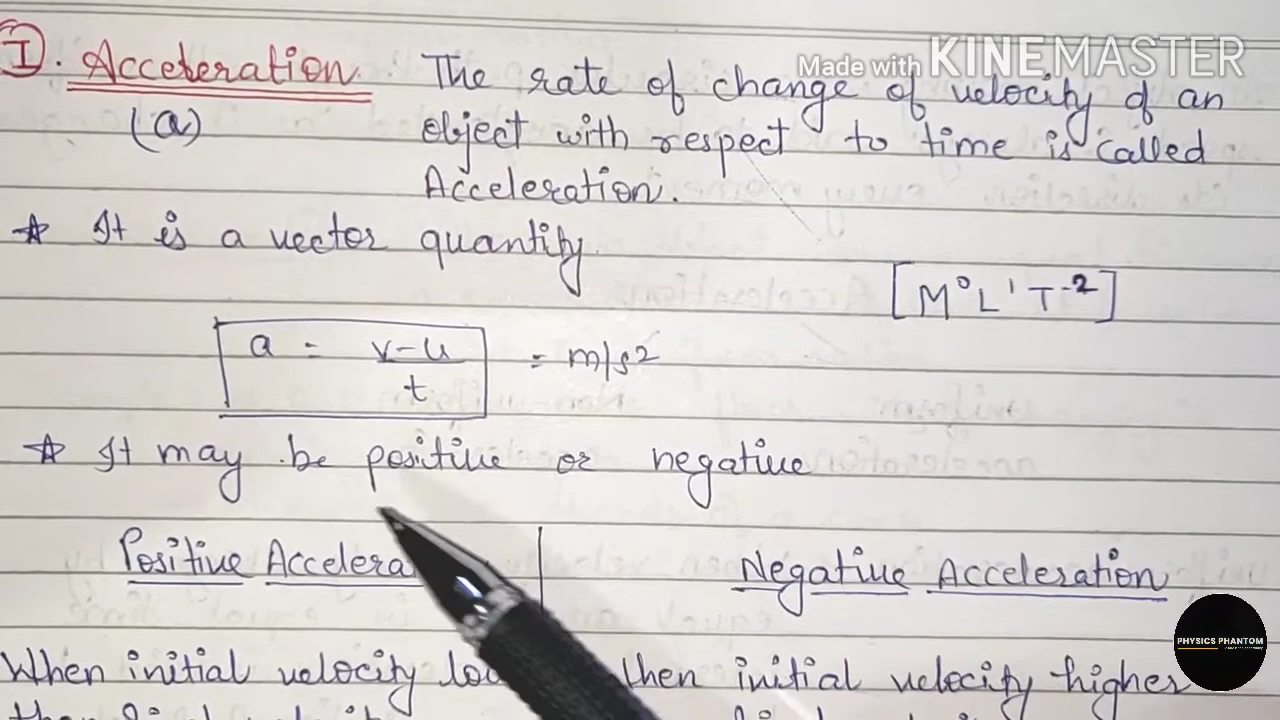 Made with KINEMASTER
I. Acceleration
(a)
The rate of change of velocity of an
object with respect to time is called
Acceleration.
☆ It is a vector quantity
[M⁰L¹T⁻²]
a = v-u/t = m/s²
☆ It may be positive or negative
Positive Accelera
Negative Acceleration
When initial velocity lo
hen initial velocity higher
PHYSICS PHANTOM